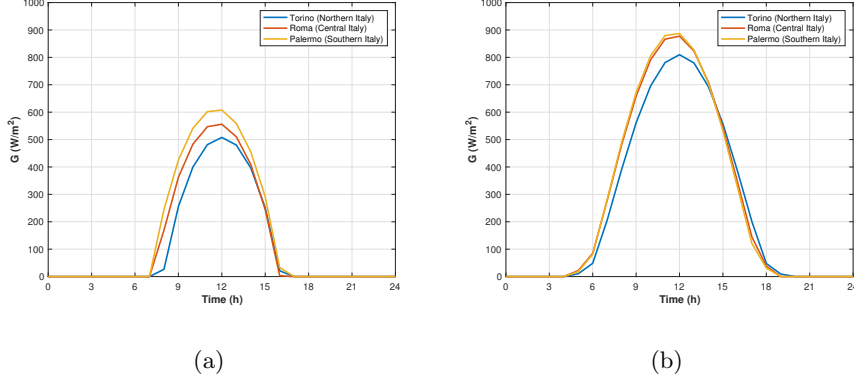 1000
900
800
700
600
500
400
300
200
100
0
G (W/m²)
Torino (Northern Italy)
Roma (Central Italy)
Palermo (Southern Italy)
0 3 6 9 12 15 18 21 24
Time (h)
(a)
1000
900
800
700
600
500
400
300
200
100
0
G (W/m²)
Torino (Northern Italy)
Roma (Central Italy)
Palermo (Southern Italy)
0 3 6 9 12 15 18 21 24
Time (h)
(b)